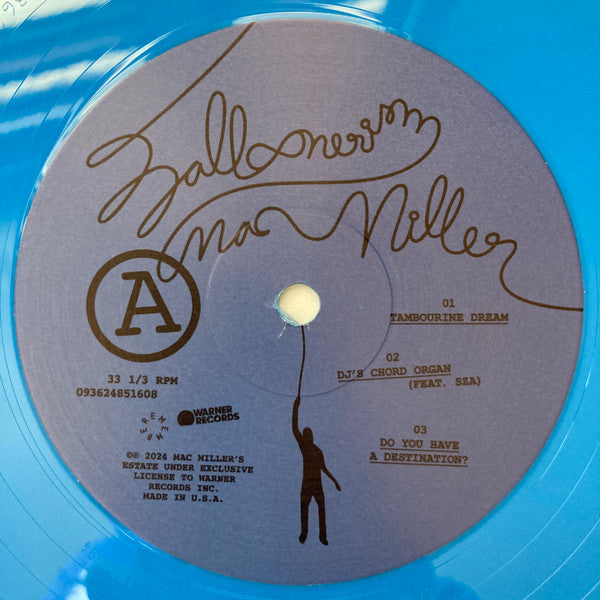 Balloonerism
Mac Miller
A
01
TAMBOURINE DREAM
02
DJ'S CHORD ORGAN
(FEAT. SZA)
03
DO YOU HAVE
A DESTINATION?
33 1/3 RPM
093624851608
REMEMBER
WARNER
RECORDS
©℗ 2024 MAC MILLER'S
ESTATE UNDER EXCLUSIVE
LICENSE TO WARNER
RECORDS INC.
MADE IN U.S.A.